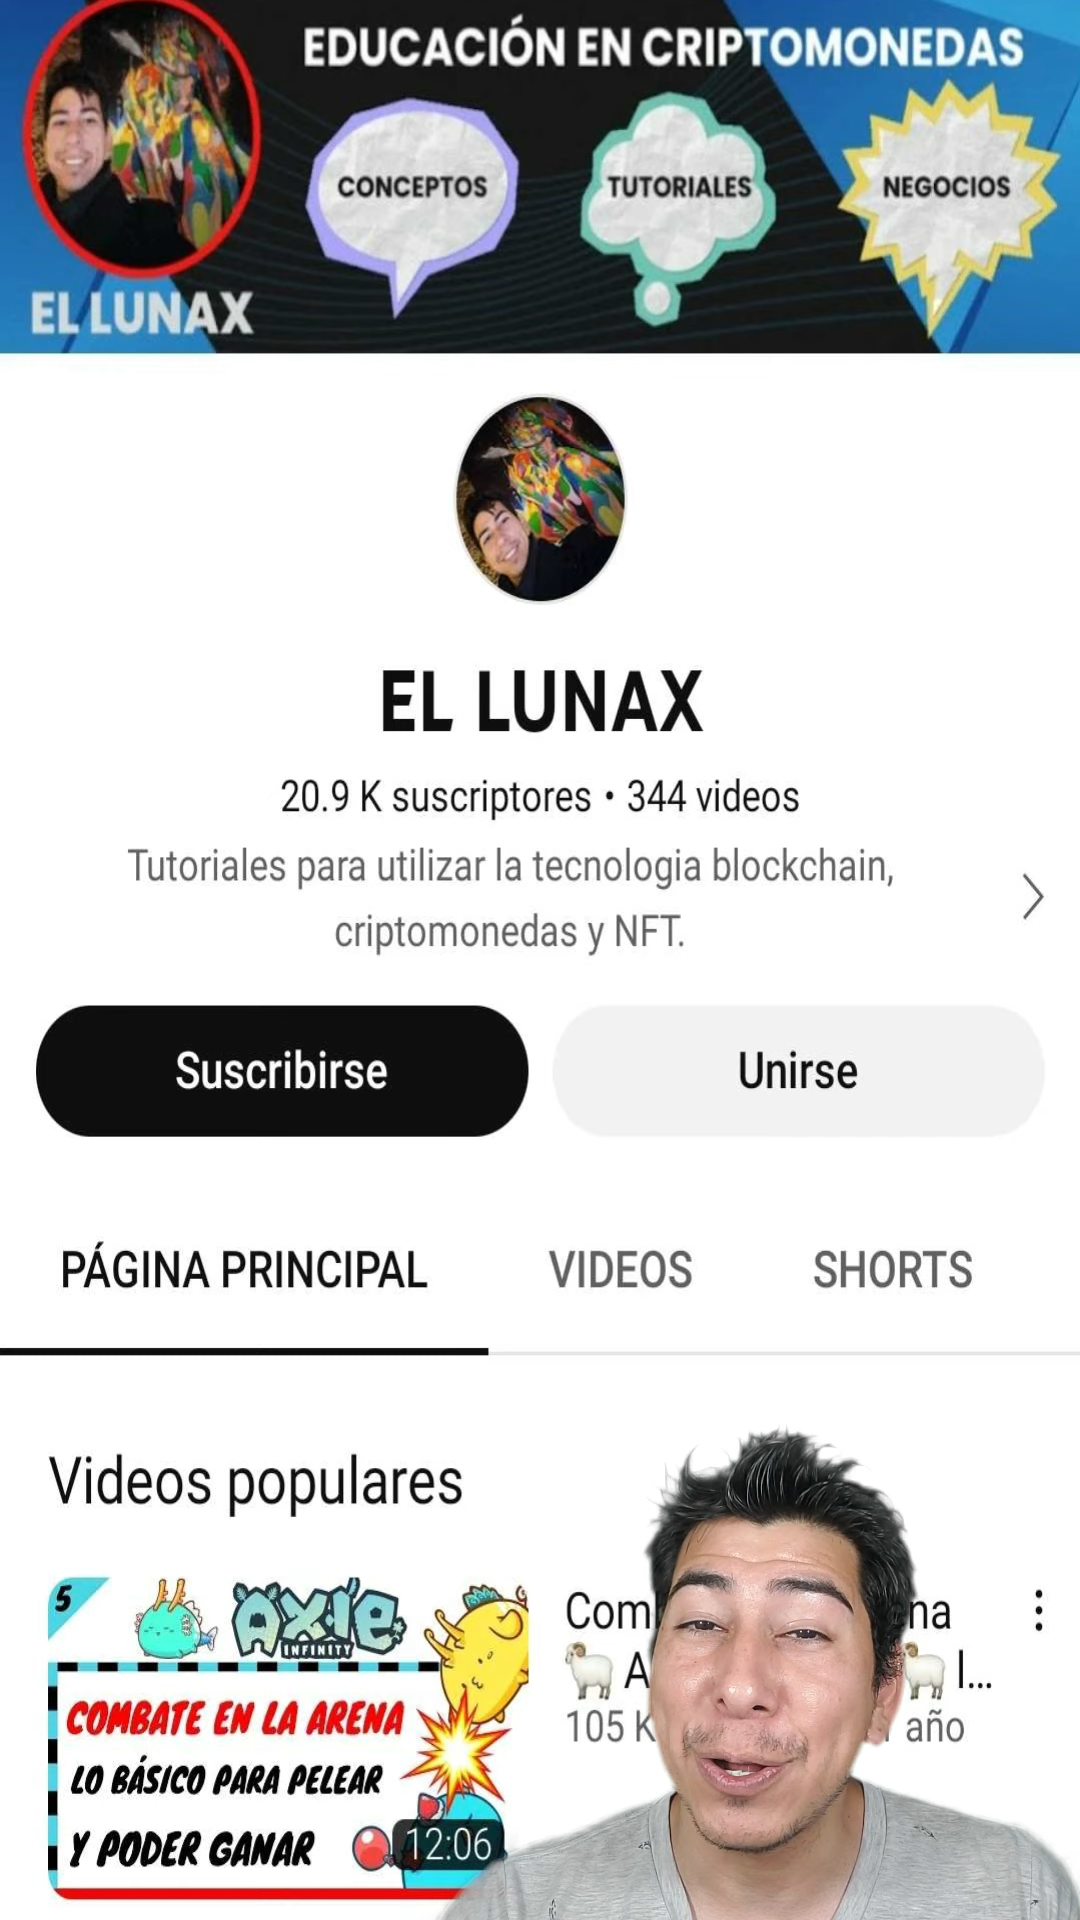 EDUCACIÓN EN CRIPTOMONEDAS
CONCEPTOS
TUTORIALES
NEGOCIOS
EL LUNAX
EL LUNAX
20.9 K suscriptores • 344 videos
Tutoriales para utilizar la tecnologia blockchain,
criptomonedas y NFT.
Suscribirse
Unirse
PÁGINA PRINCIPAL
VIDEOS
SHORTS
Videos populares
5
AXIE
INFINITY
COMBATE EN LA ARENA
LO BÁSICO PARA PELEAR
Y PODER GANAR
12:06
105 K
año